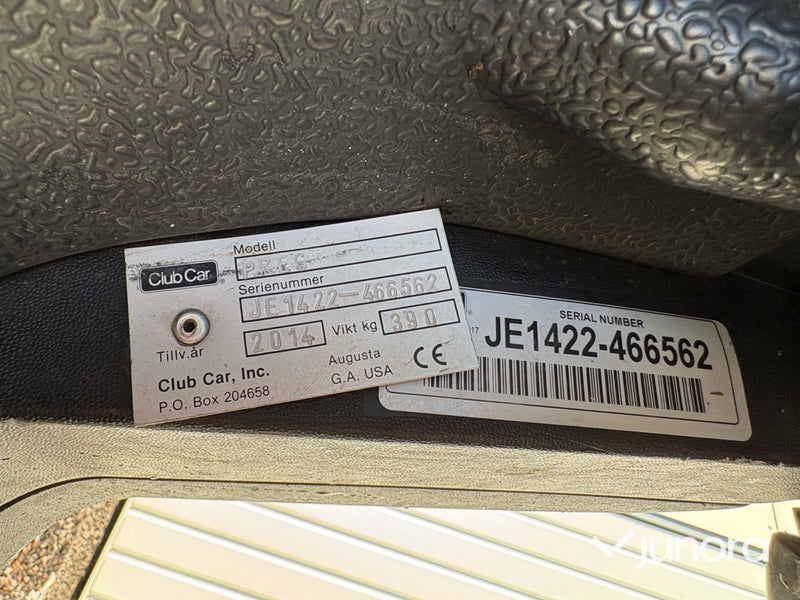 Club Car
Modell
PREC
Serienummer
JE1422-466562
Tillv.år
2014
Vikt kg
390
Club Car, Inc.
P.O. Box 204658
Augusta
G.A. USA
CE
SERIAL NUMBER
17
JE1422-466562
junora